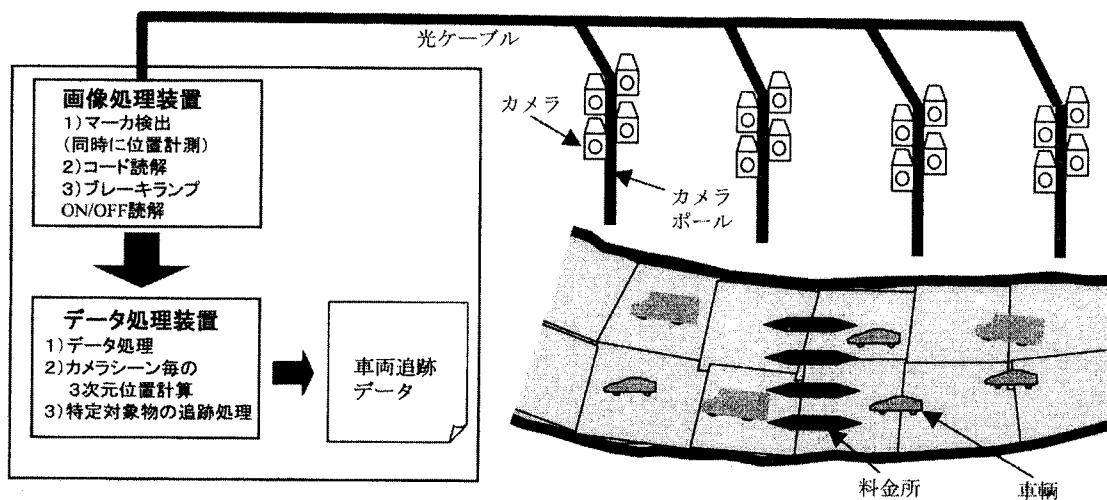 光ケーブル
画像処理装置
1)マーカ検出
(同時に位置計測)
2)コード読解
3)ブレーキランプ
ON/OFF読解
カメラ
カメラ
ポール
データ処理装置
1)データ処理
2)カメラシーン毎の
3次元位置計算
3)特定対象物の追跡処理
車両追跡
データ
料金所
車輌